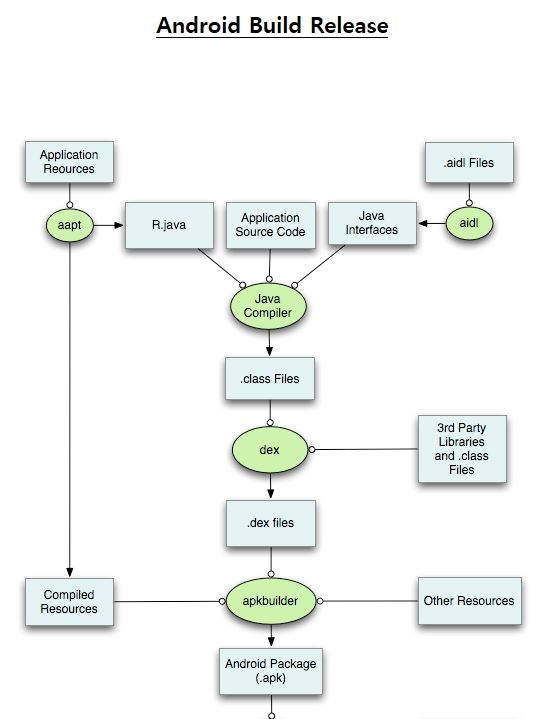 Android Build Release
Application
Reources
.aidl Files
aapt
R.java
Application
Source Code
Java
Interfaces
aidl
Java
Compiler
.class Files
dex
3rd Party
Libraries
and .class
Files
.dex files
Compiled
Resources
apkbuilder
Other Resources
Android Package
(.apk)